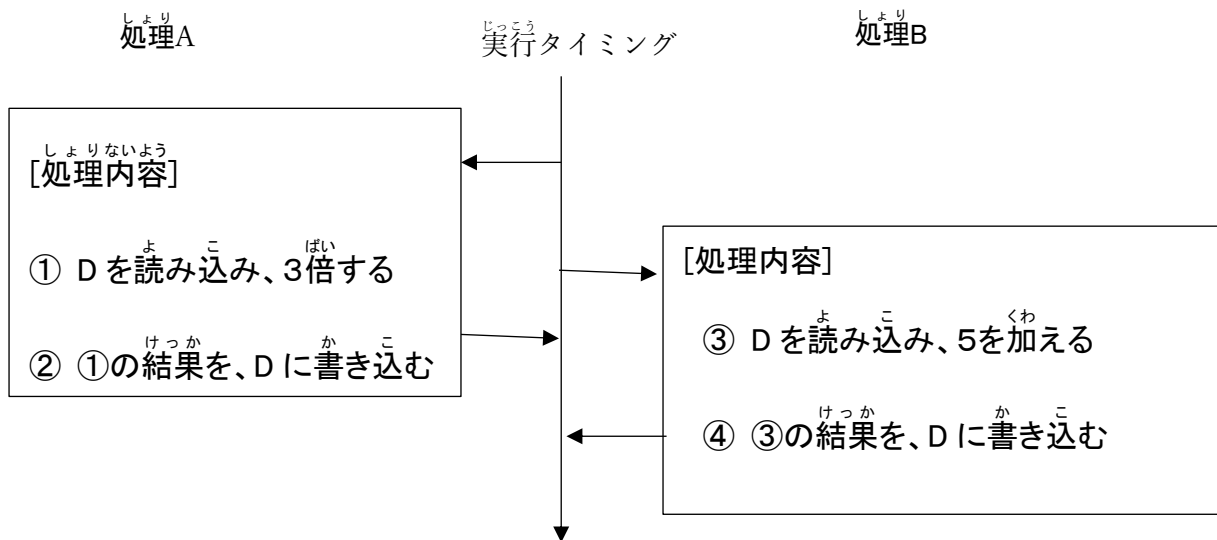 処理A
実行タイミング
処理B
[処理内容]
① Dを読み込み、3倍する
② ①の結果を、Dに書き込む
[処理内容]
③ Dを読み込み、5を加える
④ ③の結果を、Dに書き込む